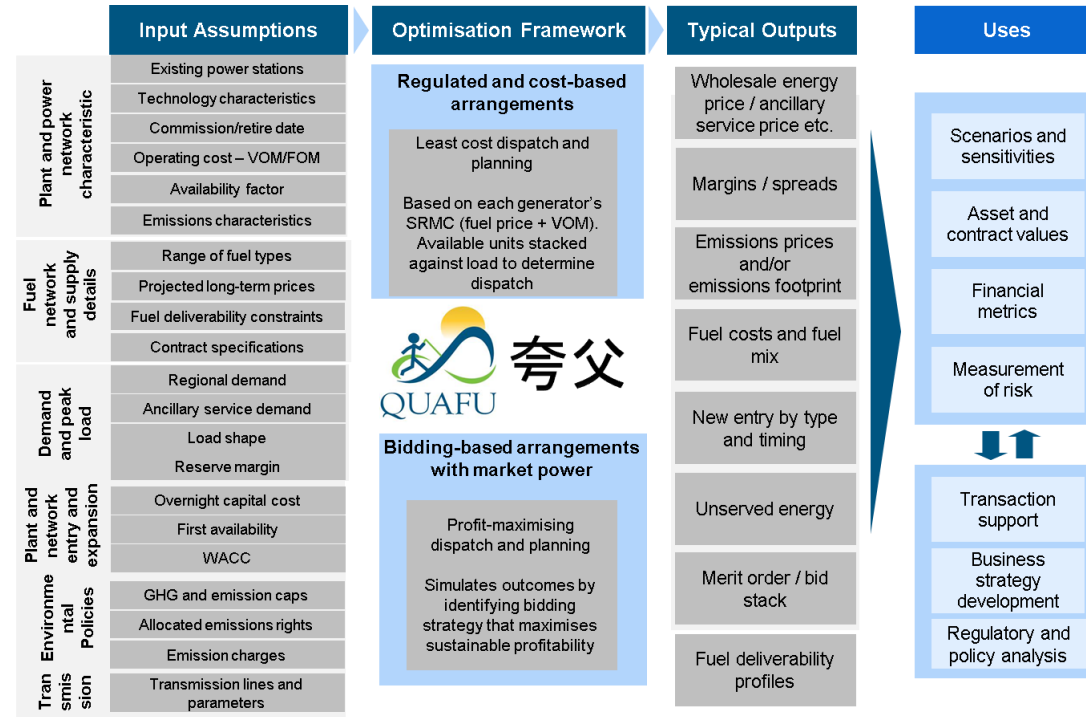 Input Assumptions
Optimisation Framework
Typical Outputs
Uses
Plant and power
network
characteristic
Existing power stations
Technology characteristics
Commission/retire date
Operating cost – VOM/FOM
Availability factor
Emissions characteristics
Fuel
network
and supply
details
Range of fuel types
Projected long-term prices
Fuel deliverability constraints
Contract specifications
Demand
and peak
load
Regional demand
Ancillary service demand
Load shape
Reserve margin
Plant and
network
entry and
expansion
Overnight capital cost
First availability
WACC
Environme
ntal
Policies
GHG and emission caps
Allocated emissions rights
Emission charges
Tran
smis
sion
Transmission lines and
parameters
Regulated and cost-based
arrangements
Least cost dispatch and
planning
Based on each generator’s
SRMC (fuel price + VOM).
Available units stacked
against load to determine
dispatch
QUAFU
夸父
Bidding-based arrangements
with market power
Profit-maximising
dispatch and planning
Simulates outcomes by
identifying bidding
strategy that maximises
sustainable profitability
Wholesale energy
price / ancillary
service price etc.
Margins / spreads
Emissions prices
and/or
emissions footprint
Fuel costs and fuel
mix
New entry by type
and timing
Unserved energy
Merit order / bid
stack
Fuel deliverability
profiles
Scenarios and
sensitivities
Asset and
contract values
Financial
metrics
Measurement
of risk
Transaction
support
Business
strategy
development
Regulatory and
policy analysis